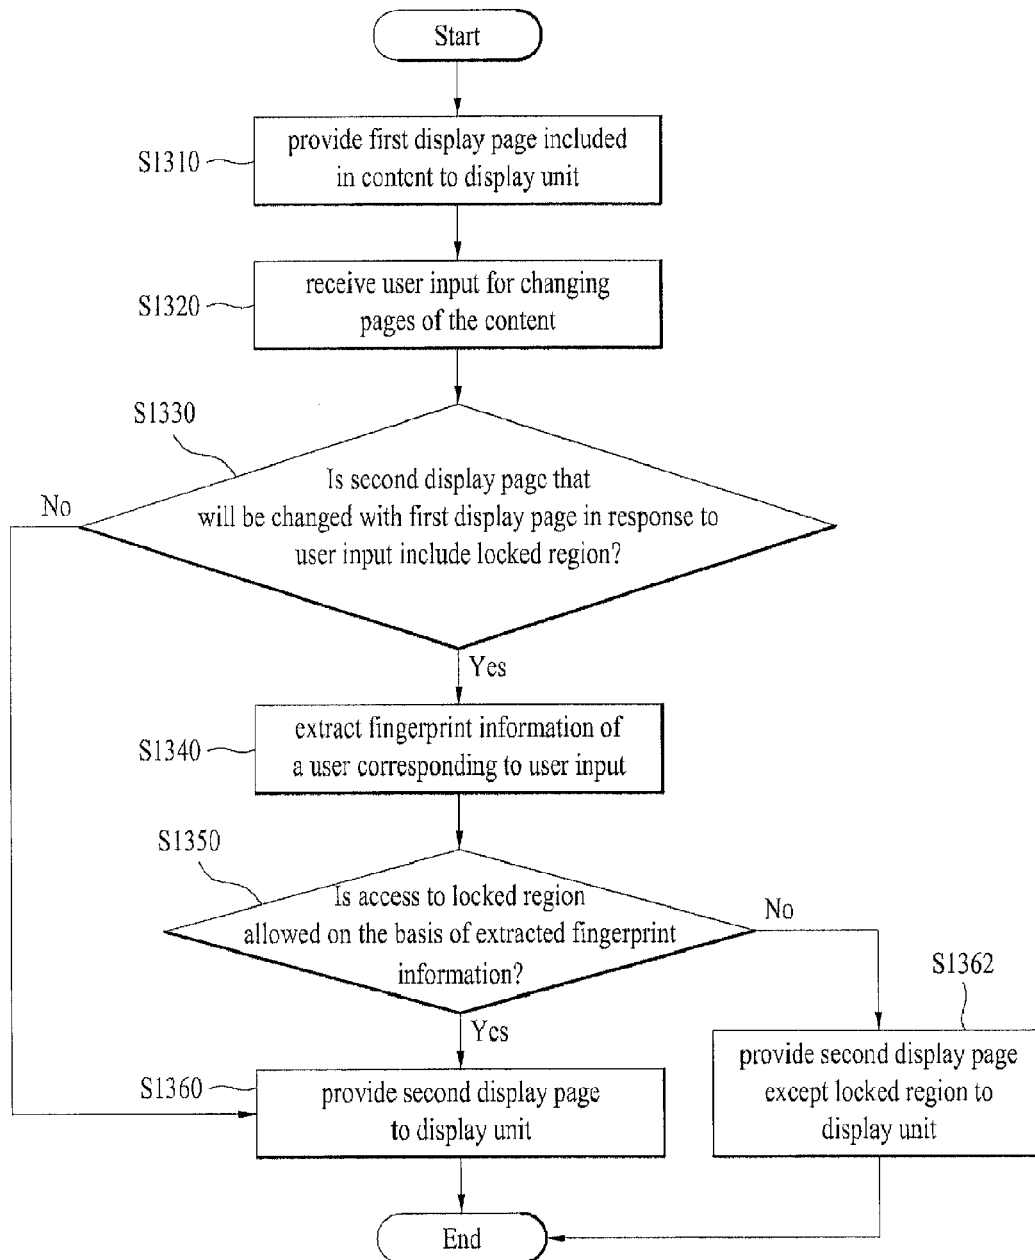 Start
S1310
provide first display page included
in content to display unit
S1320
receive user input for changing
pages of the content
S1330
Is second display page that
will be changed with first display page in response to
user input include locked region?
No
Yes
S1340
extract fingerprint information of
a user corresponding to user input
S1350
Is access to locked region
allowed on the basis of extracted fingerprint
information?
No
Yes
S1362
provide second display page
except locked region to
display unit
S1360
provide second display page
to display unit
End